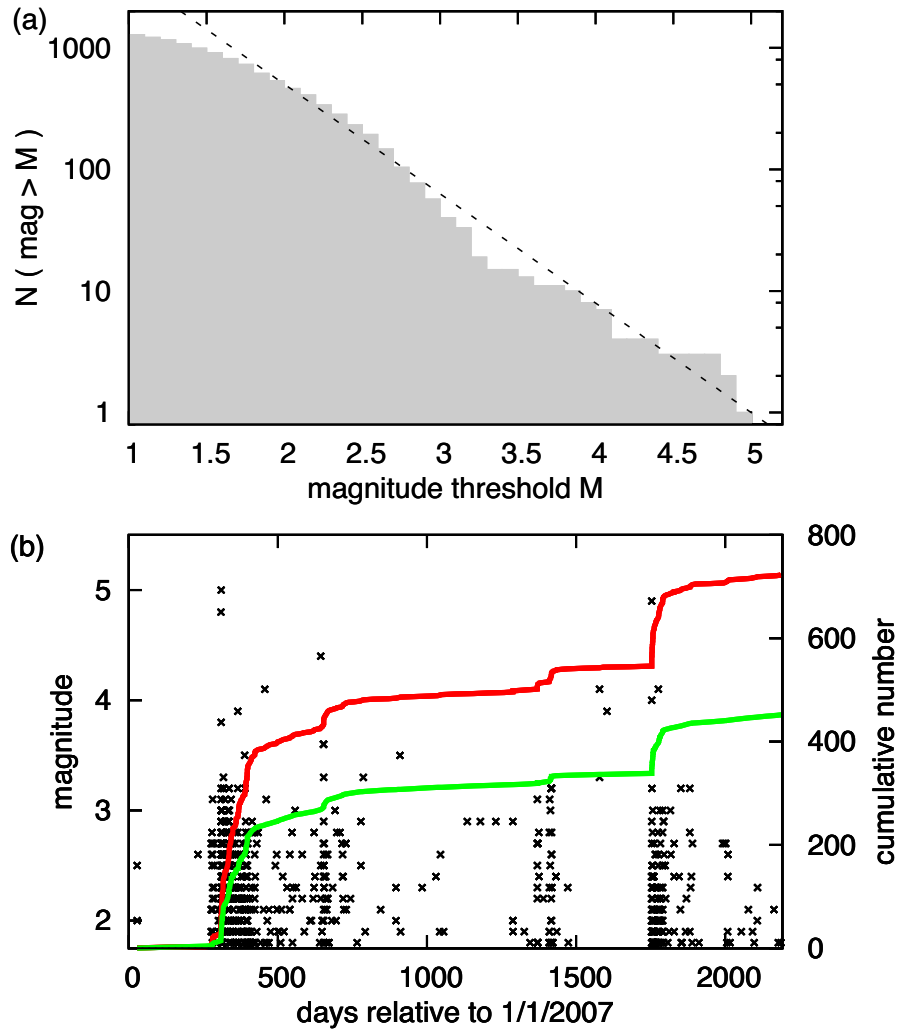 (a)
N ( mag > M )
1000
100
10
1
1 1.5 2 2.5 3 3.5 4 4.5 5
magnitude threshold M
(b)
magnitude
5
4
3
2
800
600
400
200
0
cumulative number
0 500 1000 1500 2000
days relative to 1/1/2007